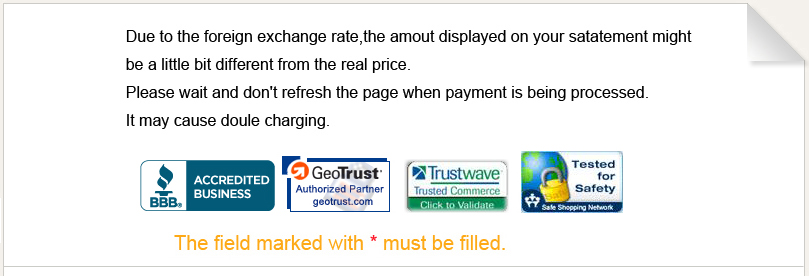 Due to the foreign exchange rate,the amout displayed on your satatement might
be a little bit different from the real price.
Please wait and don't refresh the page when payment is being processed.
It may cause doule charging.
BBB
ACCREDITED
BUSINESS
GeoTrust
Authorized Partner
geotrust.com
Trustwave
Trusted Commerce
Click to Validate
Tested
for
Safety
Safe Shopping Network
The field marked with * must be filled.